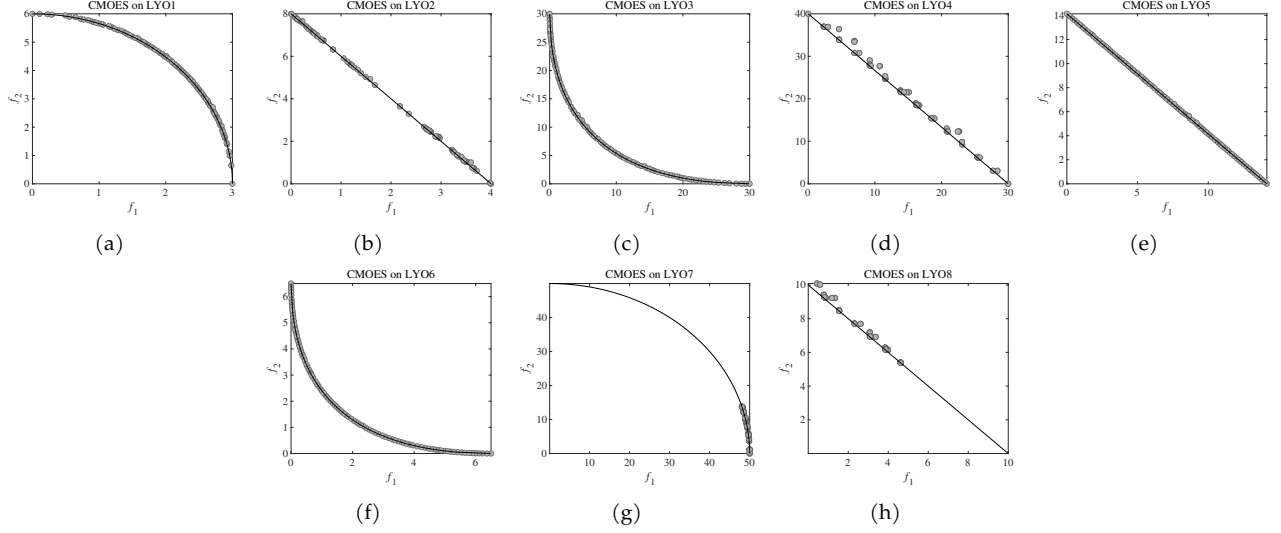 CMOES on LYO1
6
5
4
3
2
1
0
0 1 2 3
f2
f1
(a)
CMOES on LYO2
8
6
4
2
0
0 1 2 3 4
f2
f1
(b)
CMOES on LYO3
30
25
20
15
10
5
0
0 10 20 30
f2
f1
(c)
CMOES on LYO4
40
30
20
10
0
0 10 20 30
f2
f1
(d)
CMOES on LYO5
14
12
10
8
6
4
2
0
0 5 10
f2
f1
(e)
CMOES on LYO6
6
5
4
3
2
1
0
0 2 4 6
f2
f1
(f)
CMOES on LYO7
40
30
20
10
0
10 20 30 40 50
f2
f1
(g)
CMOES on LYO8
10
8
6
4
2
2 4 6 8 10
f2
f1
(h)